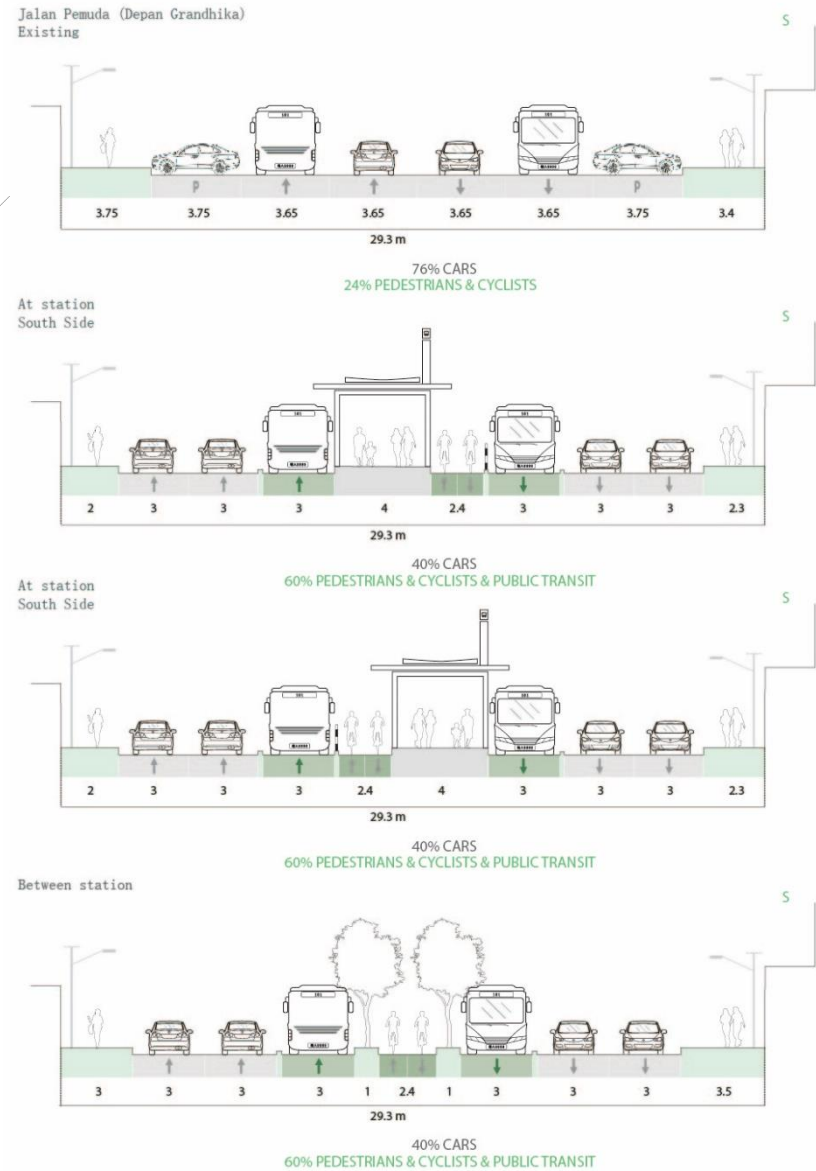 Jalan Pemuda (Depan Grandhika)
Existing
S
P
P
3.75 3.75 3.65 3.65 3.65 3.65 3.75 3.4
29.3 m
76% CARS
24% PEDESTRIANS & CYCLISTS
At station
South Side
S
2 3 3 3 4 2.4 3 3 3 2.3
29.3 m
40% CARS
60% PEDESTRIANS & CYCLISTS & PUBLIC TRANSIT
At station
South Side
S
2 3 3 3 2.4 4 3 3 3 2.3
29.3 m
40% CARS
60% PEDESTRIANS & CYCLISTS & PUBLIC TRANSIT
Between station
S
3 3 3 3 1 2.4 1 3 3 3 3.5
29.3 m
40% CARS
60% PEDESTRIANS & CYCLISTS & PUBLIC TRANSIT